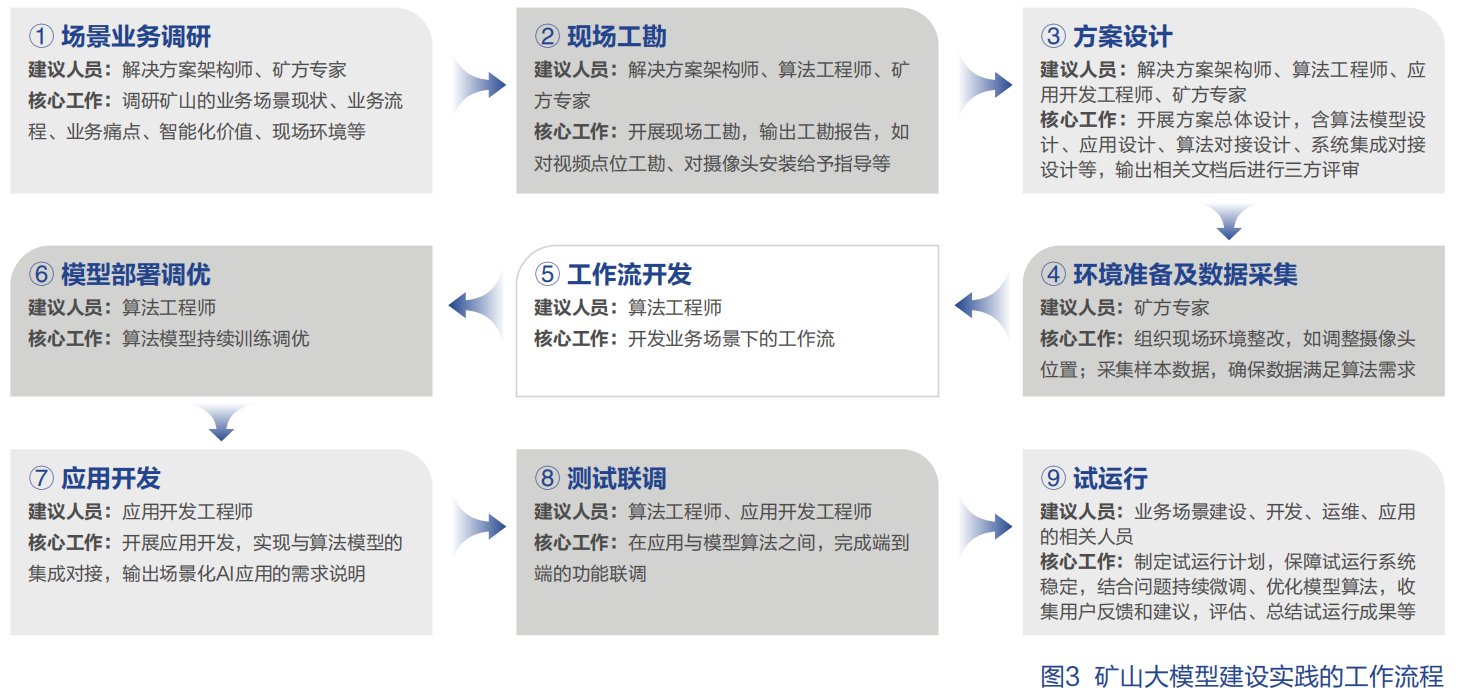 ① 场景业务调研
建议人员：解决方案架构师、矿方专家
核心工作：调研矿山的业务场景现状、业务流
程、业务痛点、智能化价值、现场环境等
② 现场工勘
建议人员：解决方案架构师、算法工程师、矿
方专家
核心工作：开展现场工勘，输出工勘报告，如
对视频点位工勘、对摄像头安装给予指导等
③ 方案设计
建议人员：解决方案架构师、算法工程师、应
用开发工程师、矿方专家
核心工作：开展方案总体设计，含算法模型设
计、应用设计、算法对接设计、系统集成对接
设计等，输出相关文档后进行三方评审
④ 环境准备及数据采集
建议人员：矿方专家
核心工作：组织现场环境整改，如调整摄像头
位置；采集样本数据，确保数据满足算法需求
⑤ 工作流开发
建议人员：算法工程师
核心工作：开发业务场景下的工作流
⑥ 模型部署调优
建议人员：算法工程师
核心工作：算法模型持续训练调优
⑦ 应用开发
建议人员：应用开发工程师
核心工作：开展应用开发，实现与算法模型的
集成对接，输出场景化AI应用的需求说明
⑧ 测试联调
建议人员：算法工程师、应用开发工程师
核心工作：在应用与模型算法之间，完成端到
端的功能联调
⑨ 试运行
建议人员：业务场景建设、开发、运维、应用
的相关人员
核心工作：制定试运行计划，保障试运行系统
稳定，结合问题持续微调、优化模型算法，收
集用户反馈和建议，评估、总结试运行成果等
图3 矿山大模型建设实践的工作流程